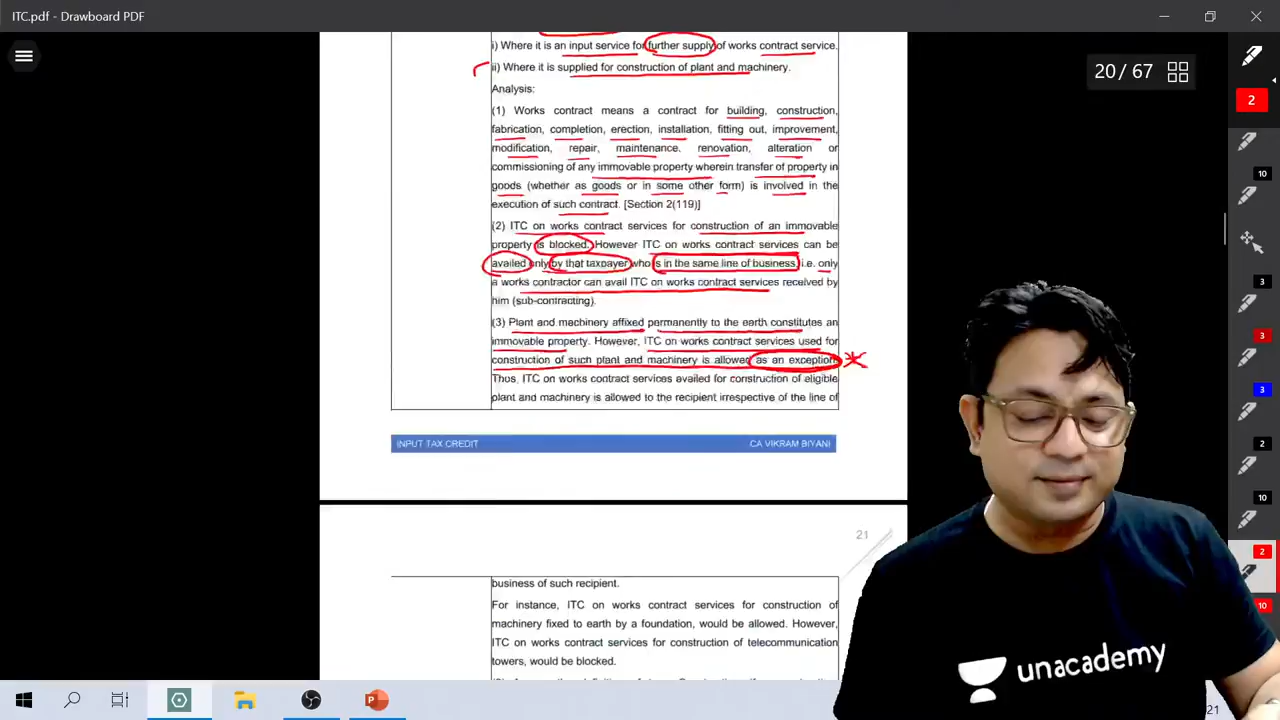 ITC.pdf - Drawboard PDF
20 / 67
i) Where it is an input service for further supply of works contract service.
ii) Where it is supplied for construction of plant and machinery.
Analysis:
(1) Works contract means a contract for building, construction,
fabrication, completion, erection, installation, fitting out, improvement,
modification, repair, maintenance, renovation, alteration or
commissioning of any immovable property wherein transfer of property in
goods (whether as goods or in some other form) is involved in the
execution of such contract. [Section 2(119)]
(2) ITC on works contract services for construction of an immovable
property is blocked. However ITC on works contract services can be
availed only by that taxpayer who is in the same line of business, i.e. only
a works contractor can avail ITC on works contract services received by
him (sub-contracting).
(3) Plant and machinery affixed permanently to the earth constitutes an
immovable property. However, ITC on works contract services used for
construction of such plant and machinery is allowed as an exception
Thus, ITC on works contract services availed for construction of eligible
plant and machinery is allowed to the recipient irrespective of the line of
INPUT TAX CREDIT
CA VIKRAM BIYANI
21
business of such recipient.
For instance, ITC on works contract services for construction of
machinery fixed to earth by a foundation, would be allowed. However,
ITC on works contract services for construction of telecommunication
towers, would be blocked.
2
10
3
3
3
2
10
2
10
unacademy
21